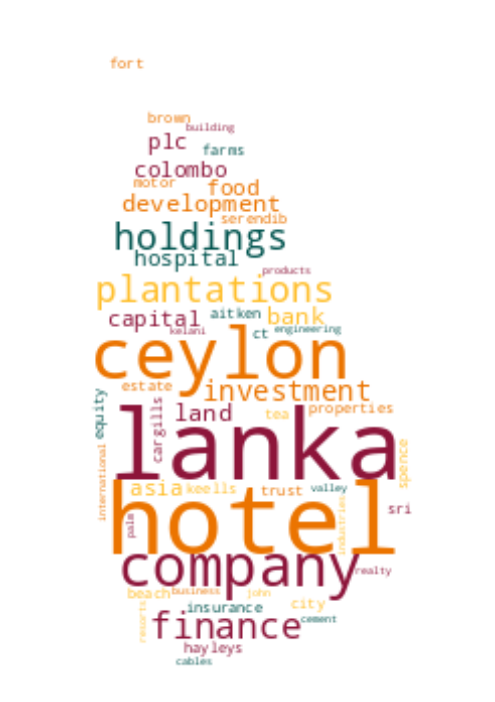 fort
brown
building
plc
farms
colombo
motor
food
development
serendib
holdings
hospital
products
plantations
capital
aitken
bank
kelani
ct
engineering
ceylon
estate
investment
equity
cargills
land
tea
properties
lanka
international
spence
asia
keells
trust
valley
hotel
industries
sri
palm
company
realty
beach
business
john
resorts
insurance
city
cement
finance
hayleys
cables